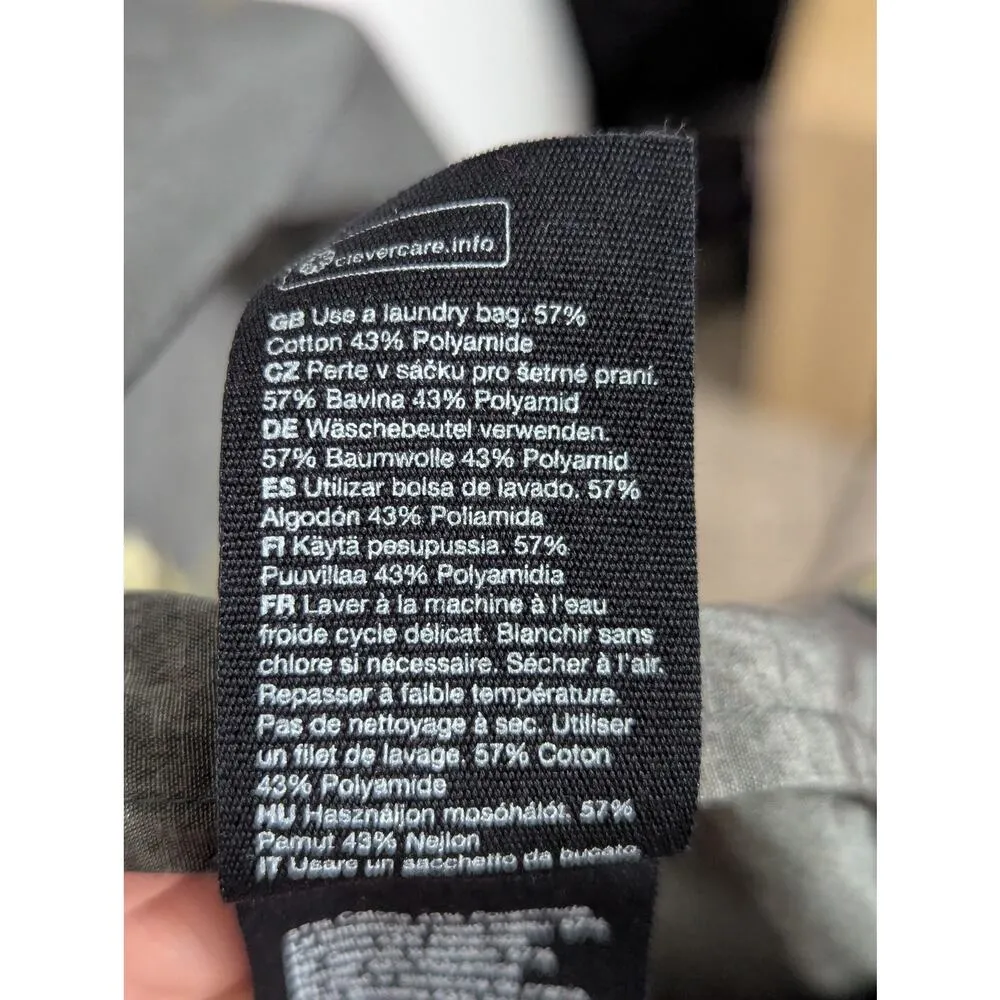 clevercare.info
GB Use a laundry bag. 57%
Cotton 43% Polyamide
CZ Perte v sáčku pro šetrné praní.
57% Bavlna 43% Polyamid
DE Wäschebeutel verwenden.
57% Baumwolle 43% Polyamid
ES Utilizar bolsa de lavado. 57%
Algodón 43% Poliamida
FI Käytä pesupussia. 57%
Puuvillaa 43% Polyamidia
FR Laver à la machine à l'eau
froide cycle délicat. Blanchir sans
chlore si nécessaire. Sécher à l'air.
Repasser à faible température.
Pas de nettoyage à sec. Utiliser
un filet de lavage. 57% Coton
43% Polyamide
HU Használjon mosóhálót. 57%
Pamut 43% Nejlon
IT Usare un sacchetto da bucato